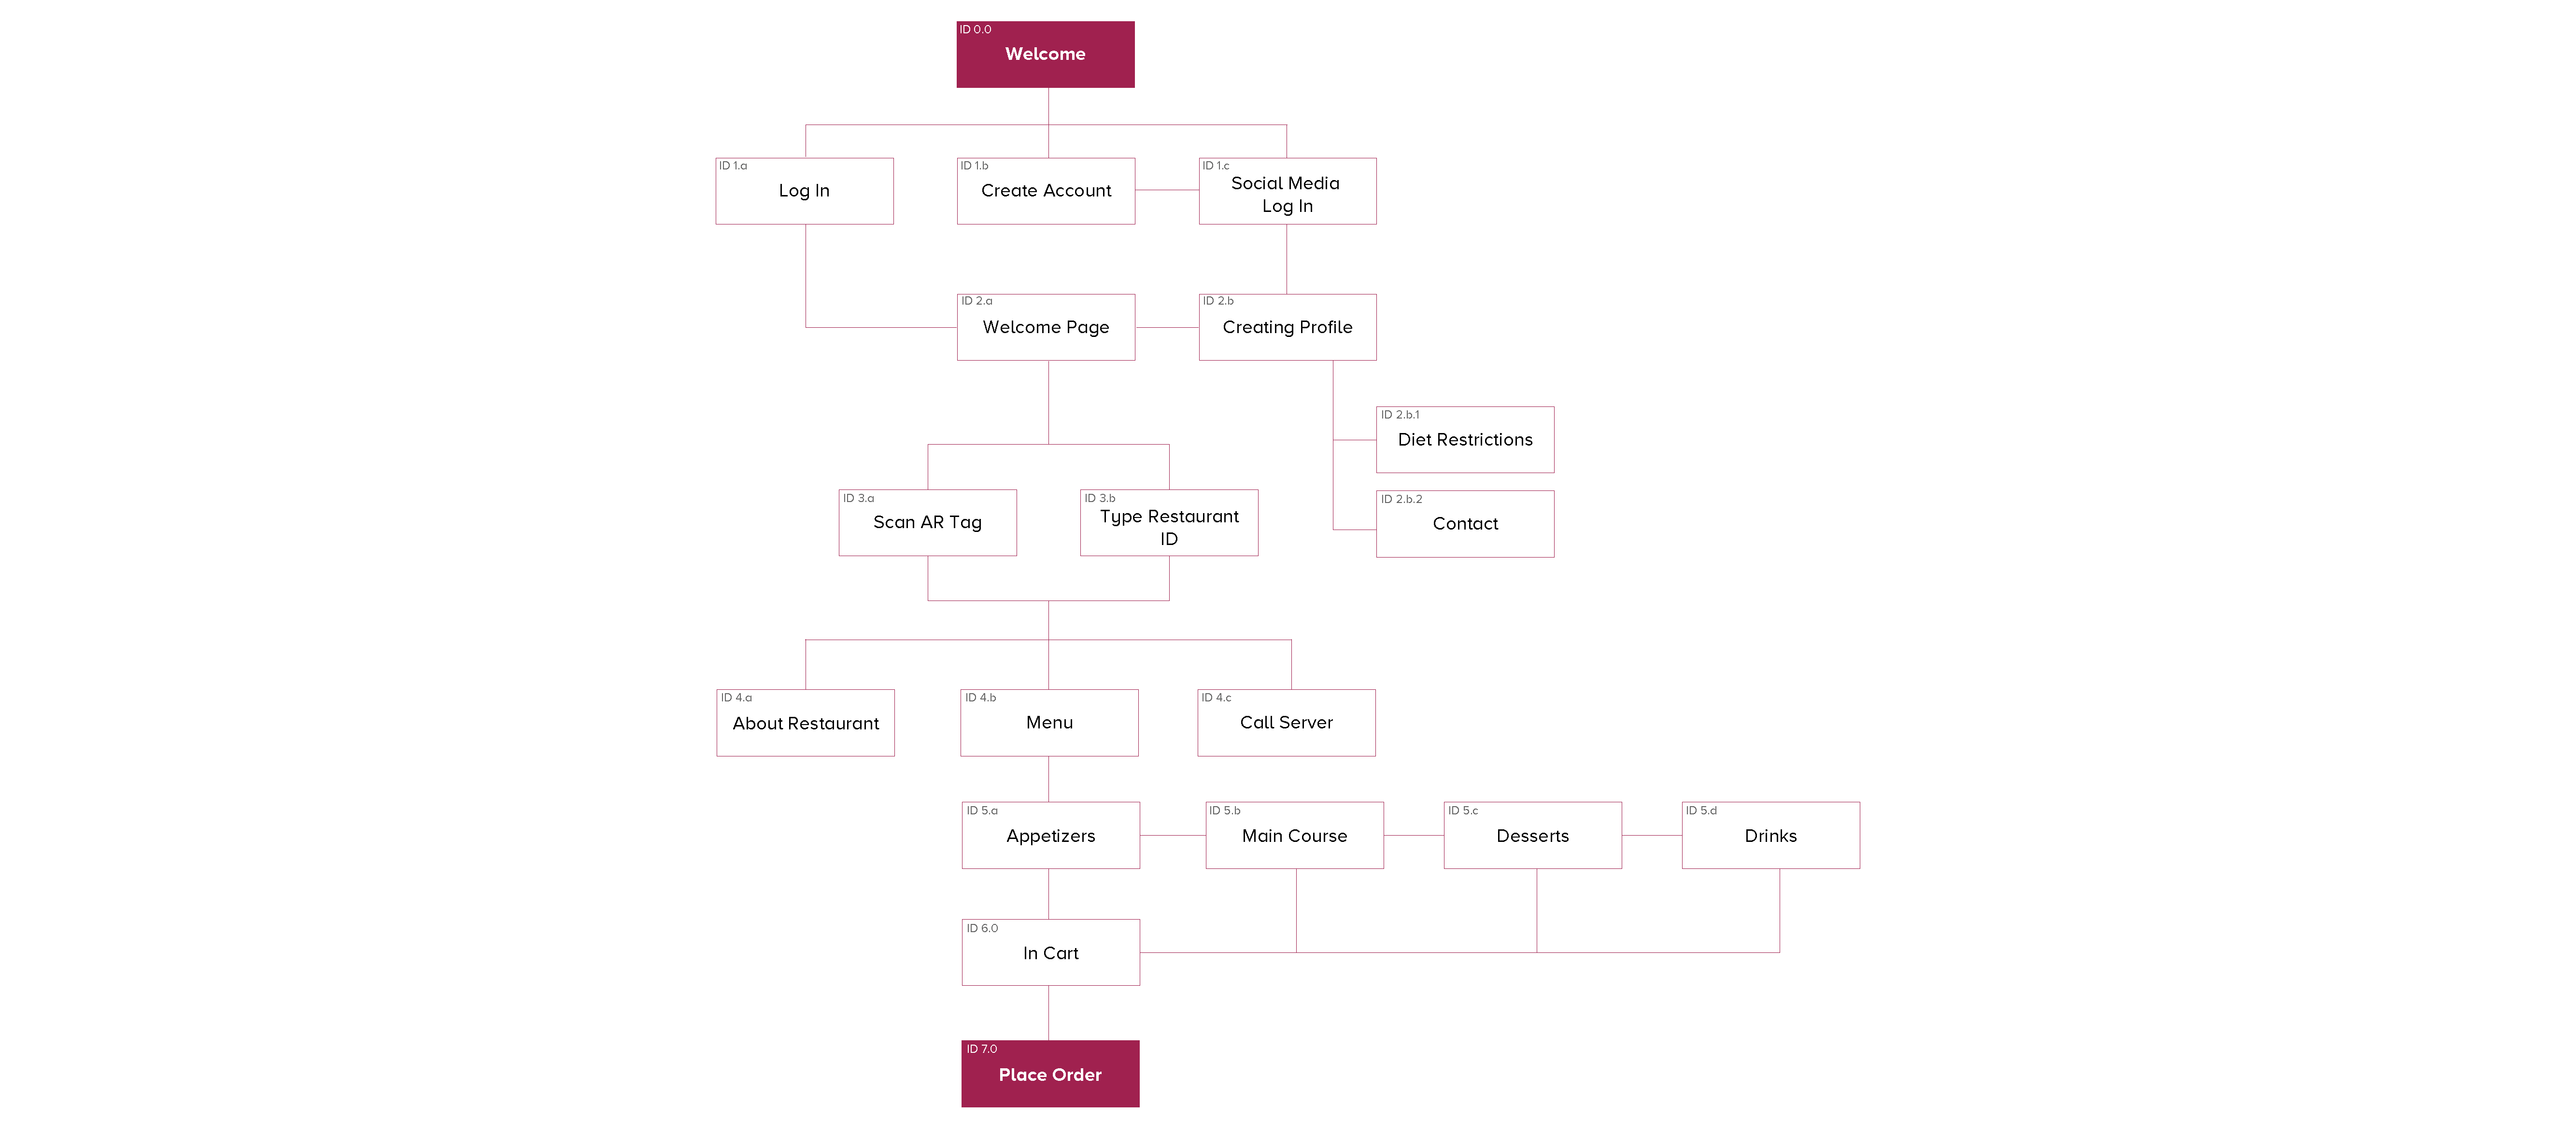 ID 0.0
Welcome
ID 1.a
Log In
ID 1.b
Create Account
ID 1.c
Social Media
Log In
ID 2.a
Welcome Page
ID 2.b
Creating Profile
ID 2.b.1
Diet Restrictions
ID 2.b.2
Contact
ID 3.a
Scan AR Tag
ID 3.b
Type Restaurant
ID
ID 4.a
About Restaurant
ID 4.b
Menu
ID 4.c
Call Server
ID 5.a
Appetizers
ID 5.b
Main Course
ID 5.c
Desserts
ID 5.d
Drinks
ID 6.0
In Cart
ID 7.0
Place Order